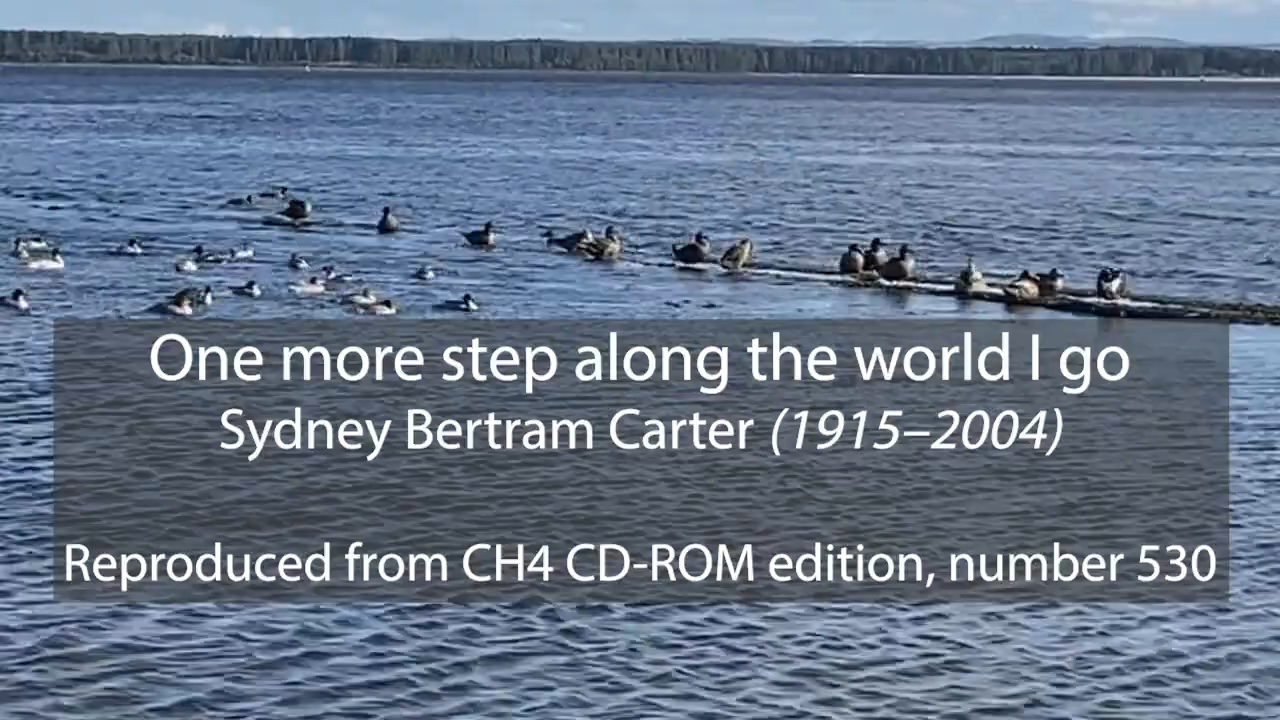 One more step along the world I go
Sydney Bertram Carter (1915–2004)
Reproduced from CH4 CD-ROM edition, number 530